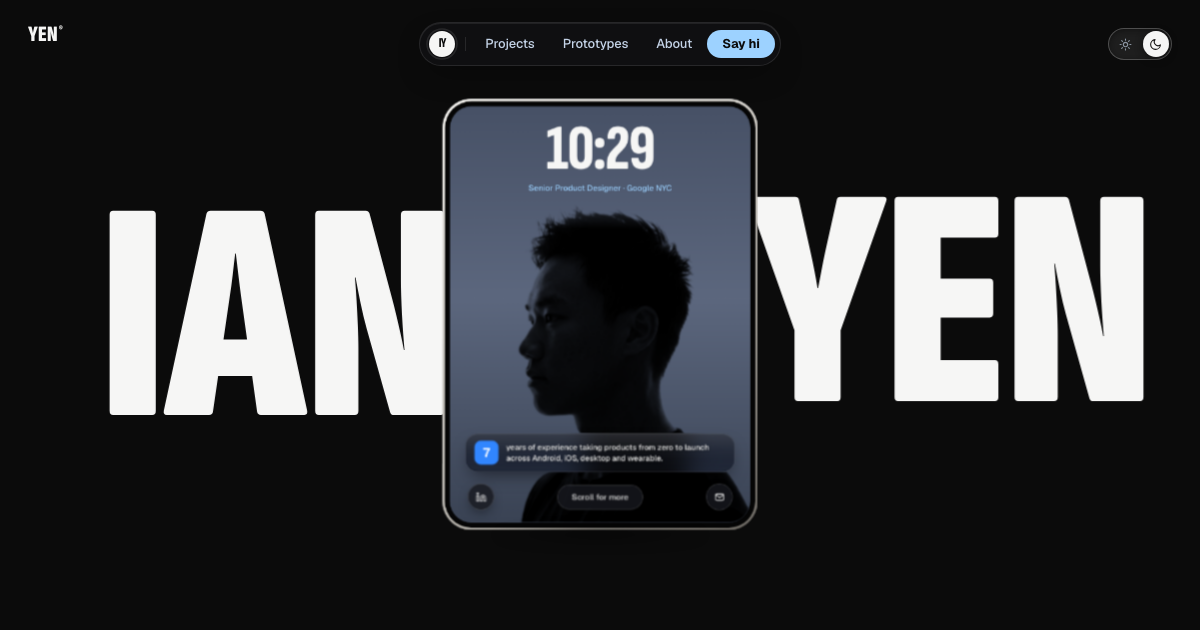 YEN®
IY
Projects
Prototypes
About
Say hi
10:29
Senior Product Designer · Google NYC
IAN YEN
7
years of experience taking products from zero to launch
across Android, iOS, desktop and wearable.
in
Scroll for more